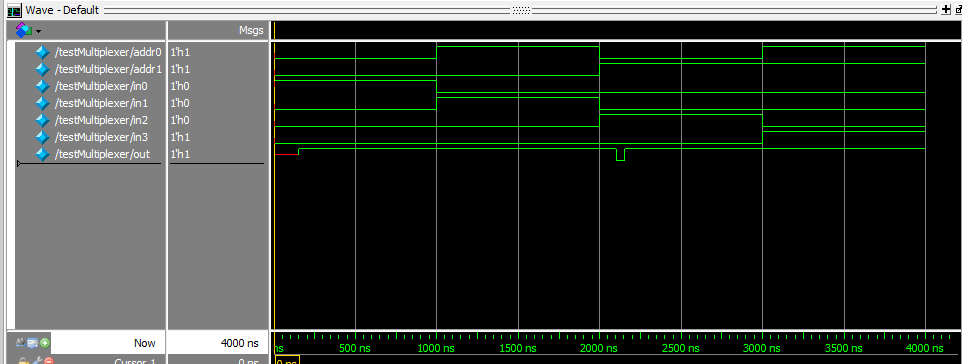 Wave - Default
Msgs
/testMultiplexer/addr0 1'h1
/testMultiplexer/addr1 1'h1
/testMultiplexer/in0 1'h0
/testMultiplexer/in1 1'h0
/testMultiplexer/in2 1'h0
/testMultiplexer/in3 1'h1
/testMultiplexer/out 1'h1
Now 4000 ns ns 500 ns 1000 ns 1500 ns 2000 ns 2500 ns 3000 ns 3500 ns 4000 ns
Cursor 1 0 ns 0 ns